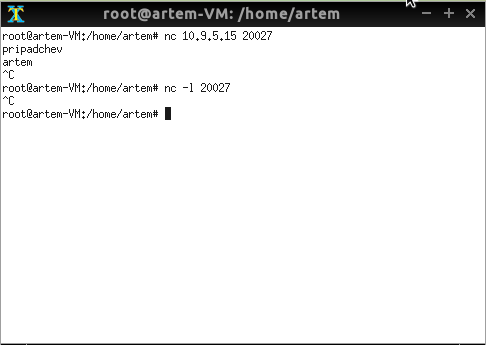 root@artem-VM: /home/artem
root@artem-VM:/home/artem# nc 10.9.5.15 20027
pripadchev
artem
^C
root@artem-VM:/home/artem# nc -l 20027
^C
root@artem-VM:/home/artem#